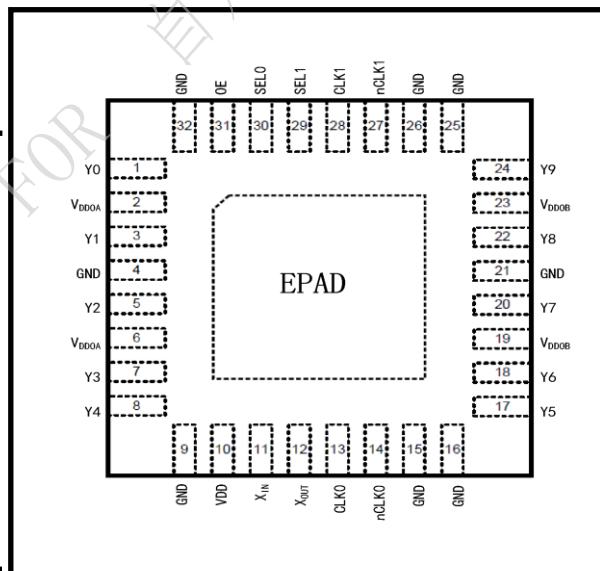 GND OE SEL0 SEL1 CLK1 nCLK1 GND GND
32 31 30 29 28 27 26 25
Y0 1 24 Y9
VDDOA 2 23 VDDOB
Y1 3 22 Y8
GND 4 21 GND
EPAD
Y2 5 20 Y7
VDDOA 6 19 VDDOB
Y3 7 18 Y6
Y4 8 17 Y5
9 10 11 12 13 14 15 16
GND VDD XIN XOUT CLK0 nCLK0 GND GND
FOR